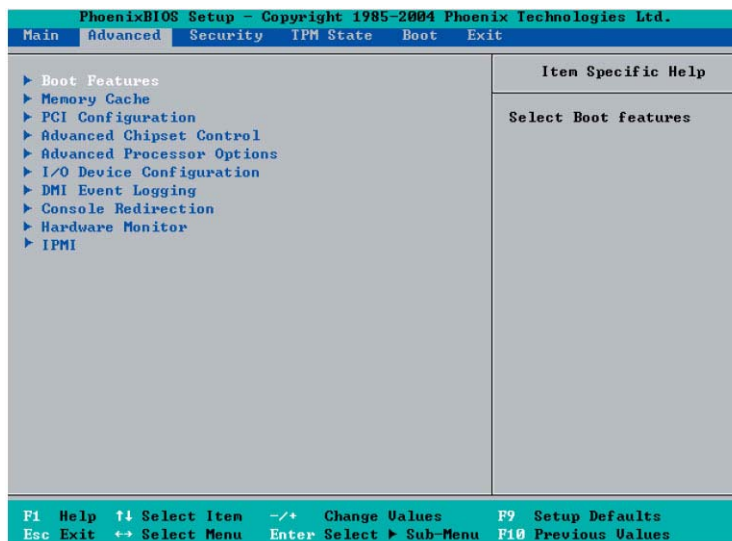 PhoenixBIOS Setup - Copyright 1985-2004 Phoenix Technologies Ltd.
Main Advanced Security TPM State Boot Exit
Item Specific Help
▶ Boot Features
▶ Memory Cache
▶ PCI Configuration
▶ Advanced Chipset Control
▶ Advanced Processor Options
▶ I/O Device Configuration
▶ DMI Event Logging
▶ Console Redirection
▶ Hardware Monitor
▶ IPMI
Select Boot features
F1 Help ↑↓ Select Item -/+ Change Values F9 Setup Defaults
Esc Exit ↔ Select Menu Enter Select ▶ Sub-Menu F10 Previous Values